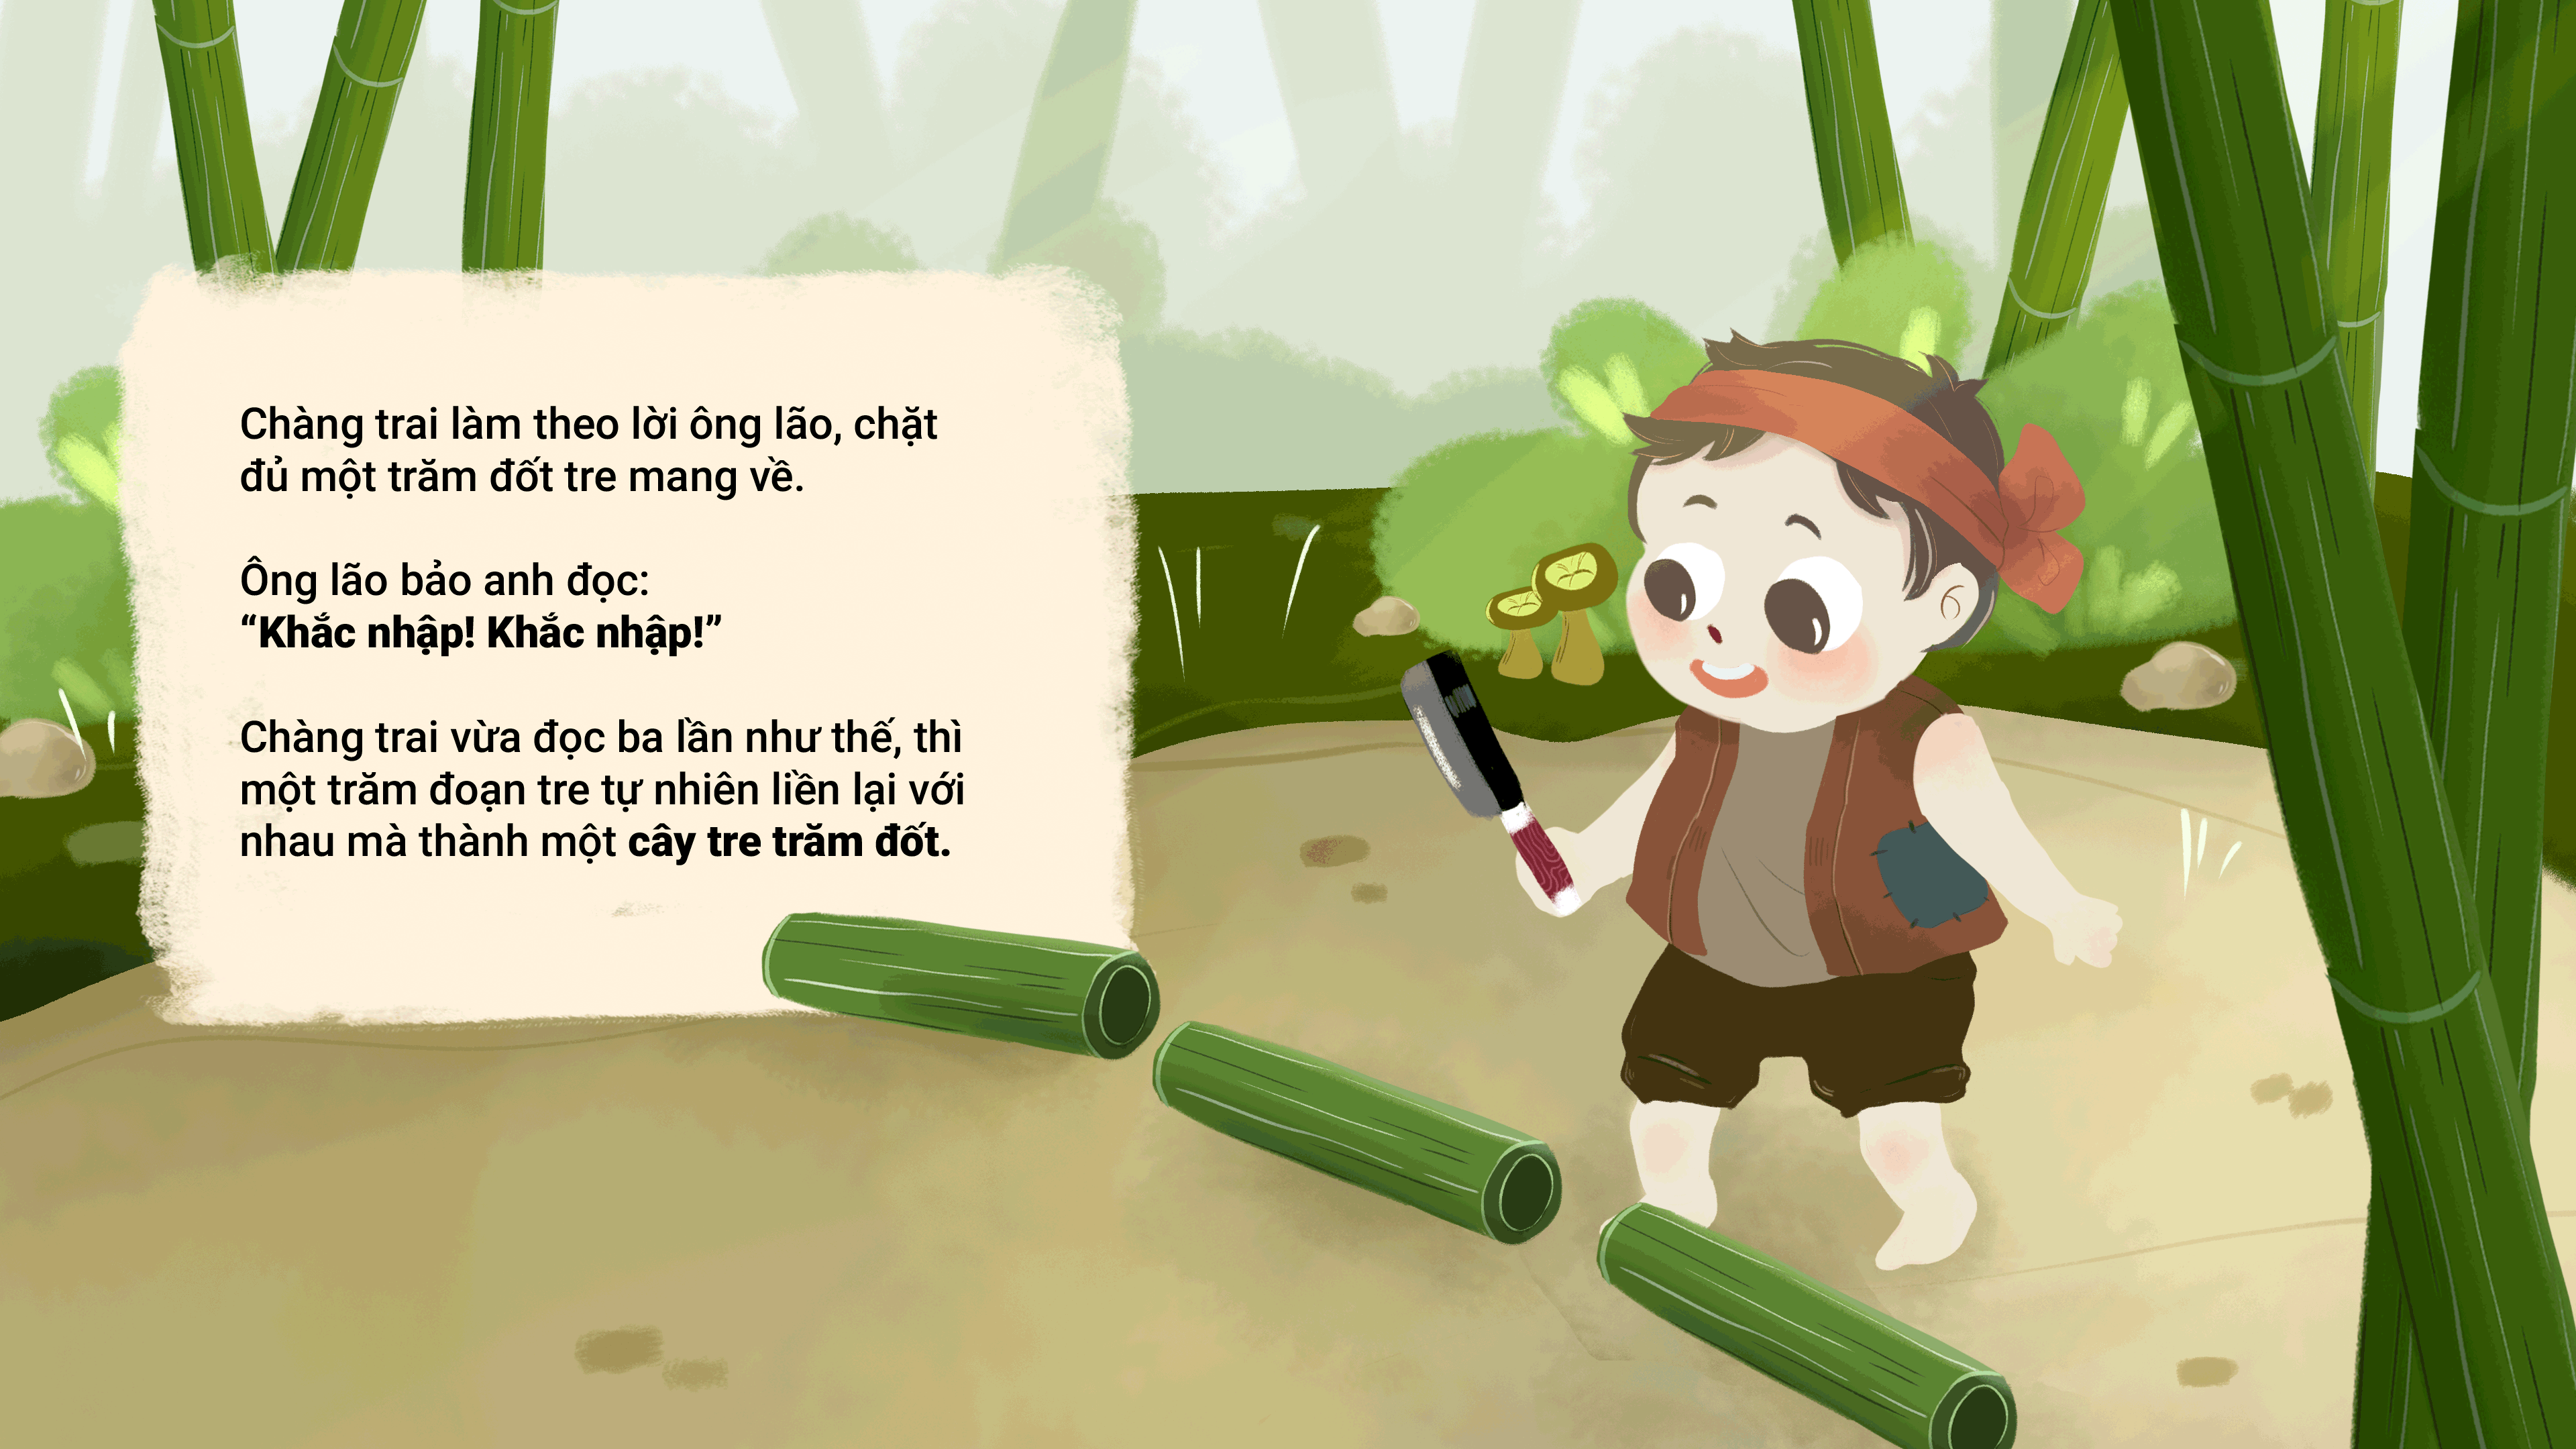 Chàng trai làm theo lời ông lão, chặt
đủ một trăm đốt tre mang về.
Ông lão bảo anh đọc:
“Khắc nhập! Khắc nhập!”
Chàng trai vừa đọc ba lần như thế, thì
một trăm đoạn tre tự nhiên liền lại với
nhau mà thành một cây tre trăm đốt.